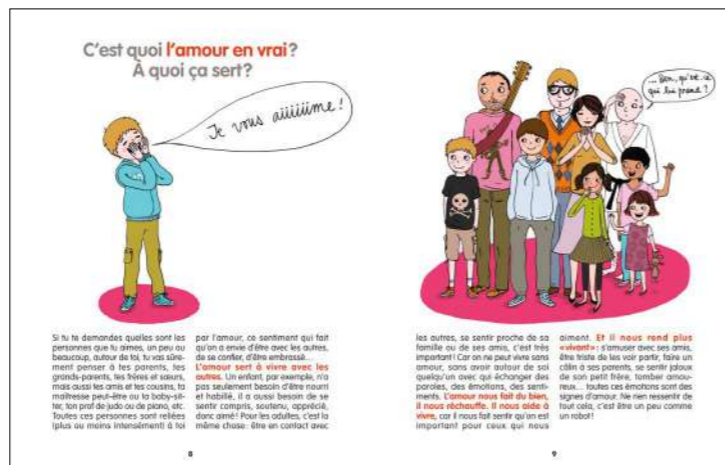 C'est quoi l'amour en vrai?
À quoi ça sert?
Je vous aiiiiiime!
... Ben, qu'est-ce
qui lui prend?
Si tu te demandes quelles sont les
personnes que tu aimes, un peu ou
beaucoup, autour de toi, tu vas sûre-
ment penser à tes parents, tes
grands-parents, tes frères et sœurs,
mais aussi tes amis et tes cousins, ta
maîtresse peut-être ou ta baby-sit-
ter, ton prof de judo ou de piano, etc.
Toutes ces personnes sont reliées
(plus ou moins intensément) à toi
par l'amour, ce sentiment qui fait
qu'on a envie d'être avec les autres,
de se confier, d'être embrassé...
L'amour sert à vivre avec les
autres. Un enfant, par exemple, n'a
pas seulement besoin d'être nourri
et habillé, il a aussi besoin de se
sentir compris, soutenu, apprécié,
donc aimé! Pour les adultes, c'est la
même chose: être en contact avec
8
les autres, se sentir proche de sa
famille ou de ses amis, c'est très
important! Car on ne peut vivre sans
amour, sans avoir autour de soi
quelqu'un avec qui échanger des
paroles, des émotions, des senti-
ments. L'amour nous fait du bien,
il nous réchauffe. Il nous aide à
vivre, car il nous fait sentir qu'on est
important pour ceux qui nous
aiment. Et il nous rend plus
«vivant»: s'amuser avec ses amis,
être triste de les voir partir, faire un
câlin à ses parents, se sentir jaloux
de son petit frère, tomber amou-
reux... toutes ces émotions sont des
signes d'amour. Ne rien ressentir de
tout cela, c'est être un peu comme
un robot!
9